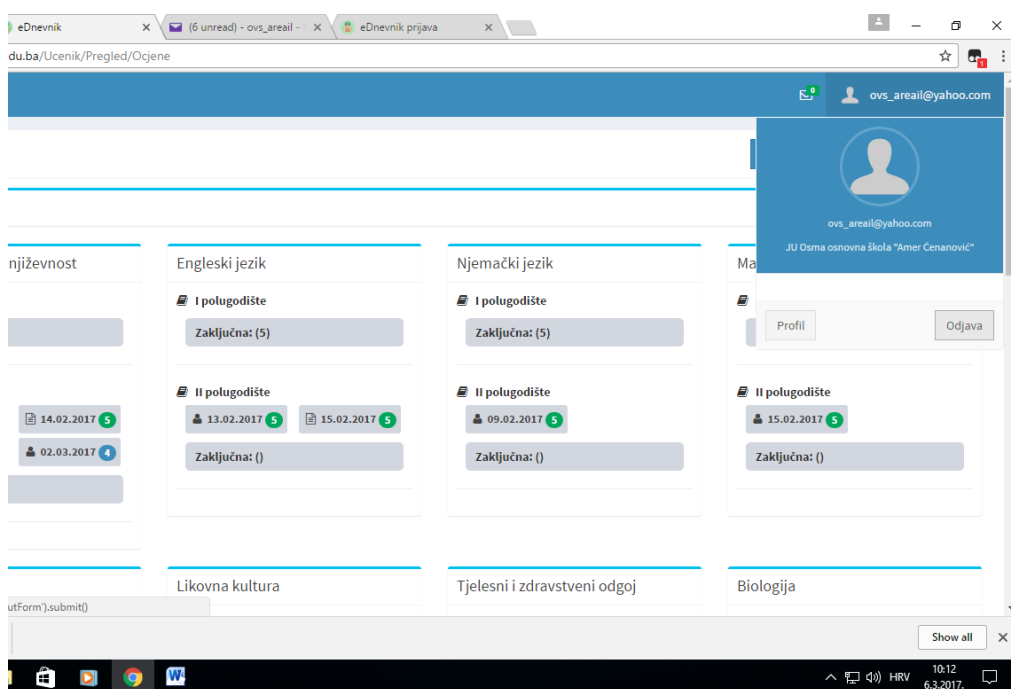 eDnevnik
(6 unread) - ovs_areail -
eDnevnik prijava
du.ba/Ucenik/Pregled/Ocjene
1
0
ovs_areail@yahoo.com
ovs_areail@yahoo.com
JU Osma osnovna škola "Amer Ćenanović"
Profil
Odjava
njiževnost
14.02.2017 5
02.03.2017 4
Engleski jezik
I polugodište
Zaključna: (5)
II polugodište
13.02.2017 5
15.02.2017 5
Zaključna: ()
Njemački jezik
I polugodište
Zaključna: (5)
II polugodište
09.02.2017 5
Zaključna: ()
Ma
II polugodište
15.02.2017 5
Zaključna: ()
Likovna kultura
Tjelesni i zdravstveni odgoj
Biologija
utForm').submit()
Show all
W
HRV
10:12
6.3.2017.